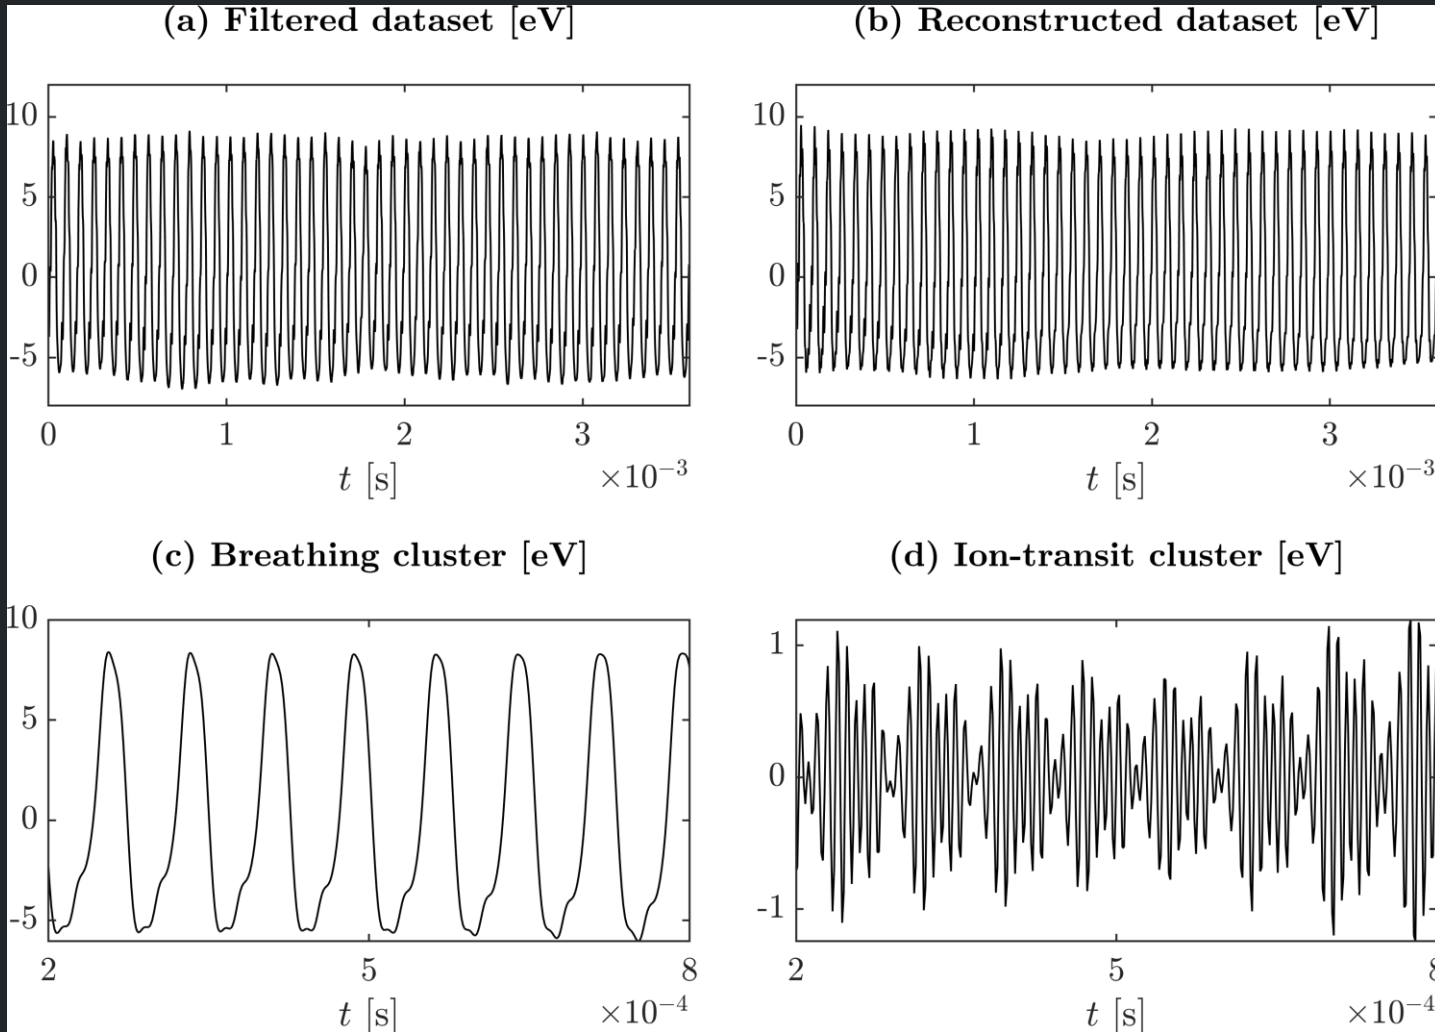 (a) Filtered dataset [eV]
(b) Reconstructed dataset [eV]
10
5
0
-5
0 1 2 3
t [s] ×10⁻³
10
5
0
-5
0 1 2 3
t [s] ×10⁻³
(c) Breathing cluster [eV]
(d) Ion-transit cluster [eV]
10
5
0
-5
2 5 8
t [s] ×10⁻⁴
1
0
-1
2 5 8
t [s] ×10⁻⁴